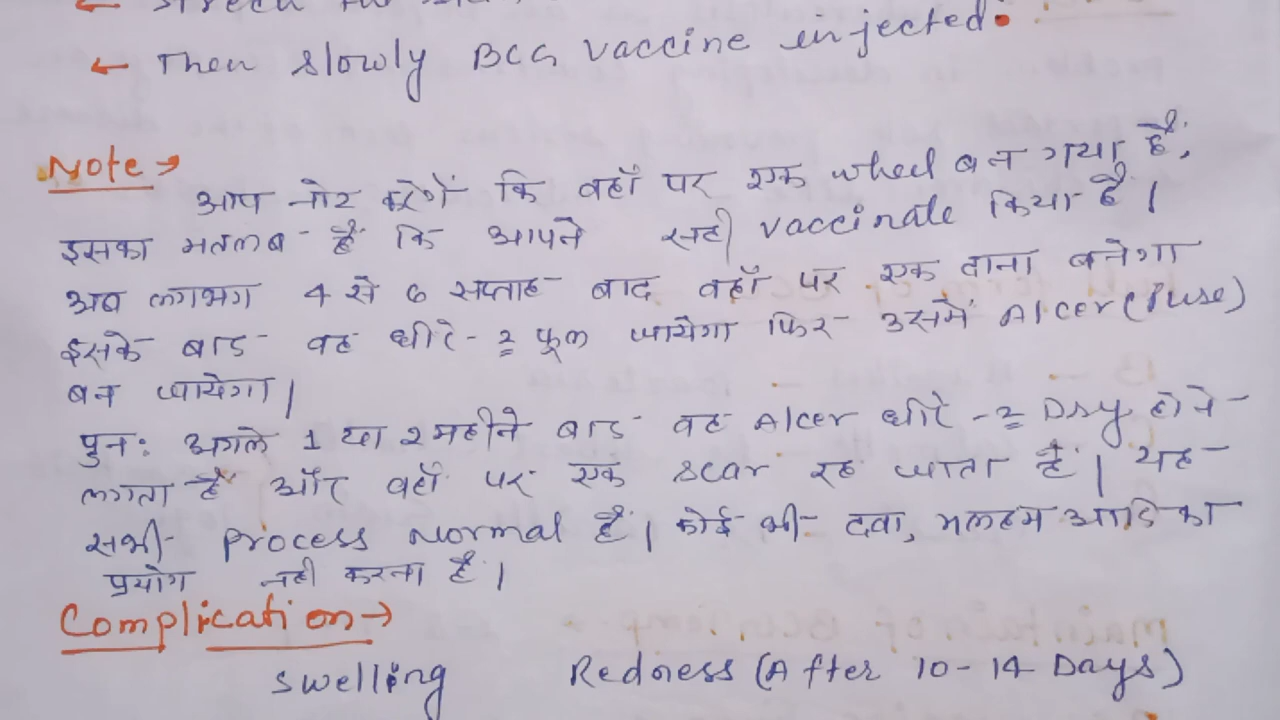 ← Then slowly BCG vaccine injected.
Note →
आप नोट करेगें कि वहाँ पर एक wheel बन गया है,
इसका मतलब है कि आपने सही vaccinate किया है।
अब लगभग 4 से 6 सप्ताह बाद वहाँ पर एक दाना बनेगा
इसके बाद वह धीरे-२ फूल जायेगा फिर उसमें Alcer (Puse)
बन जायेगा।
पुनः अगले 1 या 2 महीने बाद वह Alcer धीरे-२ Dry होने
लगता है और वहाँ पर एक scar रह जाता है। यह
सभी process Normal है। कोई भी दवा, मलहम आदि का
प्रयोग नही करना है।
Complication →
swelling Redness (After 10-14 Days)